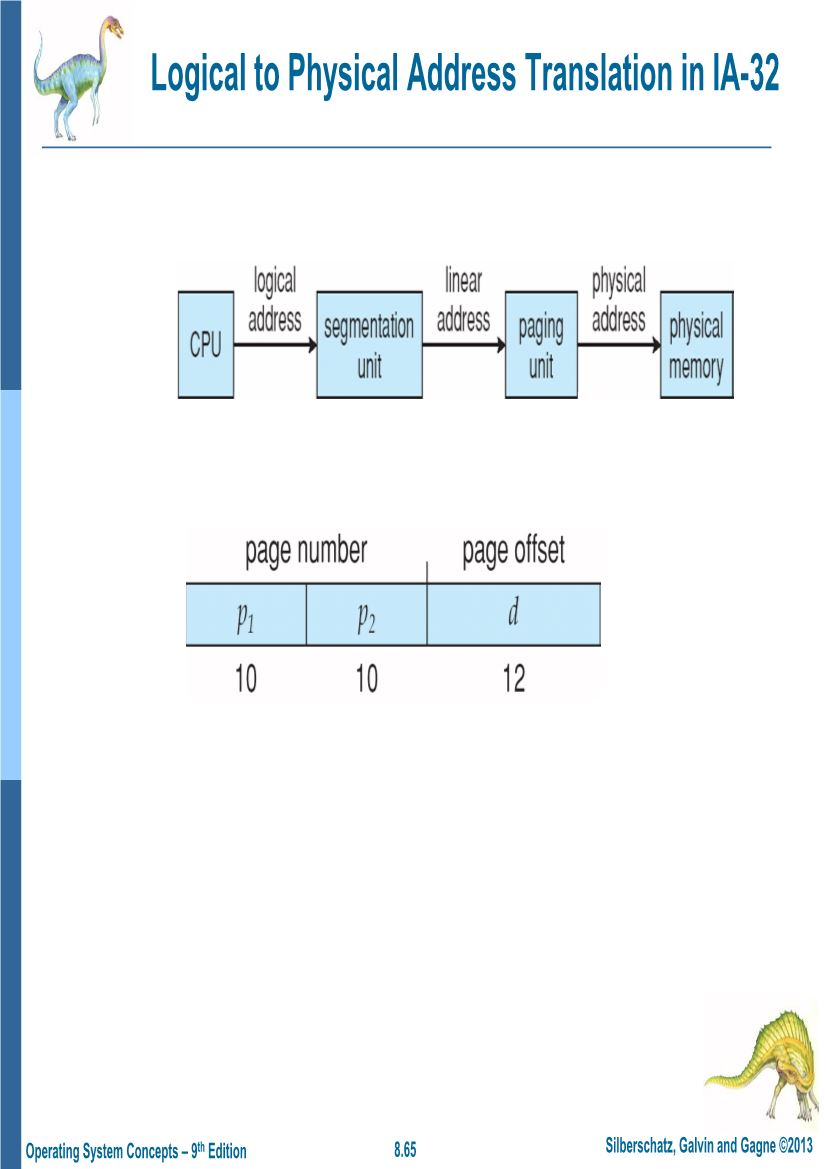 Logical to Physical Address Translation in IA-32
logical
address
linear
address
physical
address
CPU
segmentation
unit
paging
unit
physical
memory
page number
page offset
p1
p2
d
10
10
12
Operating System Concepts – 9th Edition
8.65
Silberschatz, Galvin and Gagne ©2013